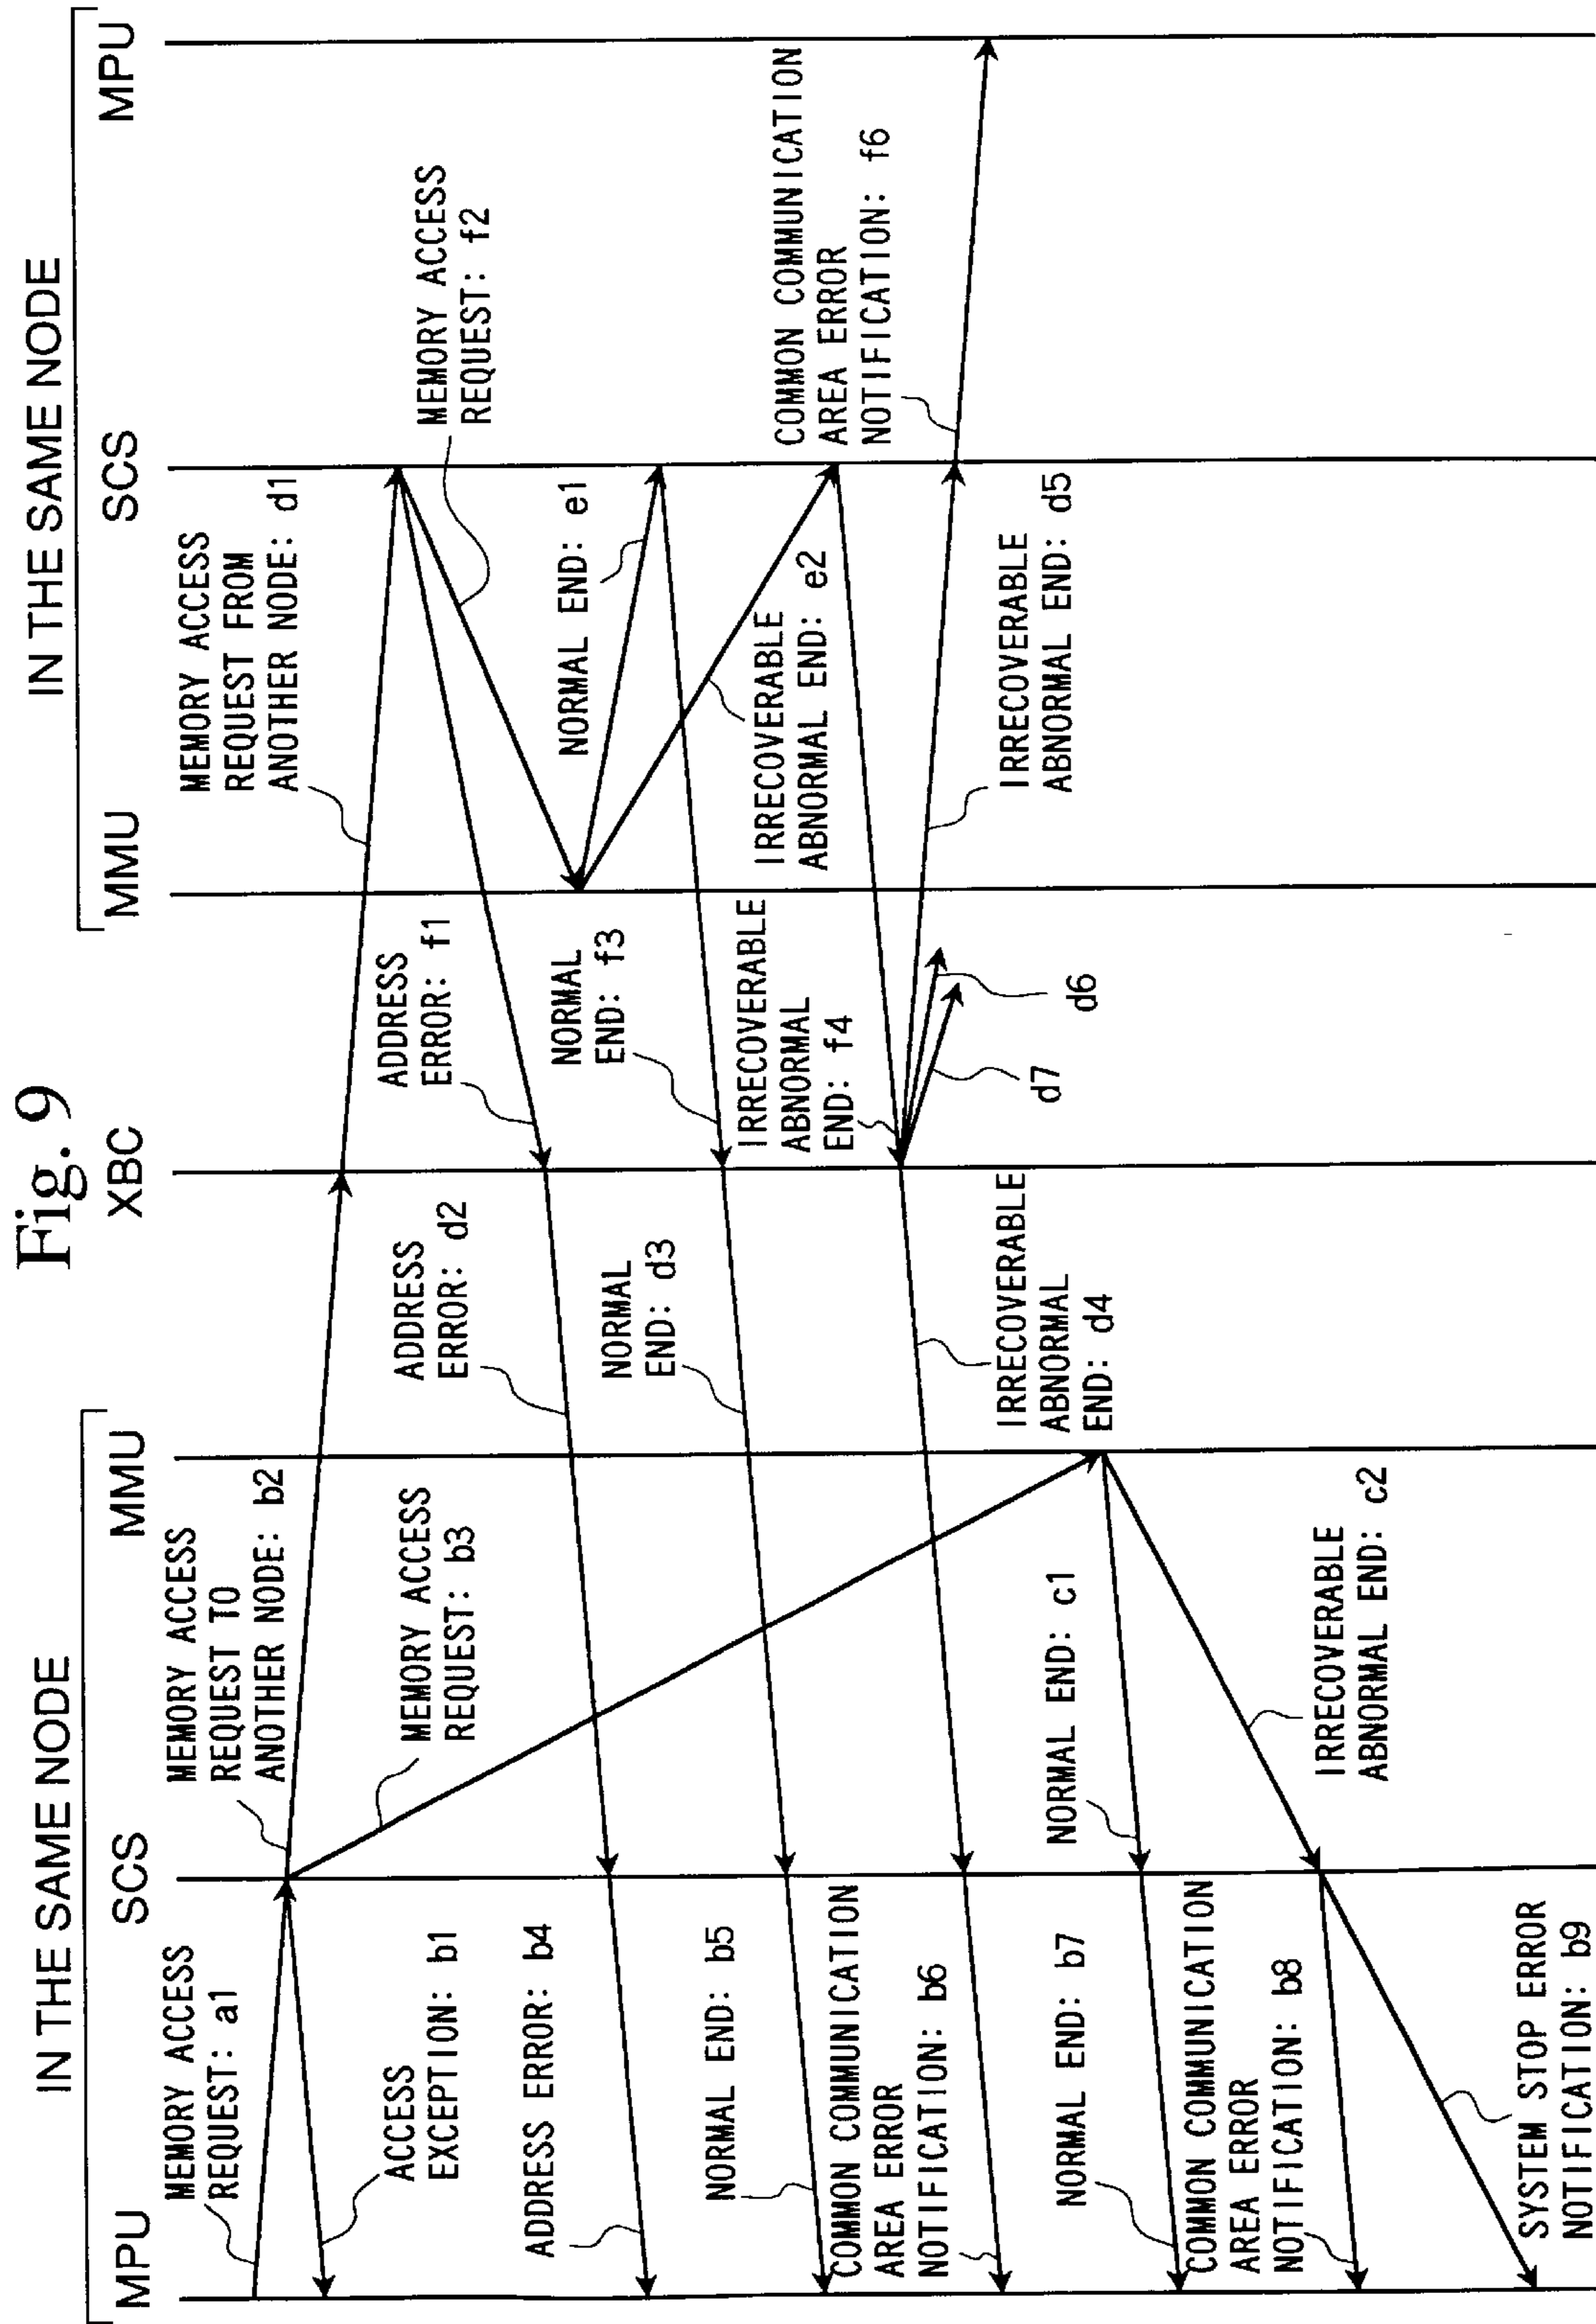 Fig. 9
IN THE SAME NODE
IN THE SAME NODE
MPU
SCS
MMU
XBC
MMU
SCS
MPU
MEMORY ACCESS
REQUEST: a1
ACCESS
EXCEPTION: b1
MEMORY ACCESS
REQUEST TO
ANOTHER NODE: b2
MEMORY ACCESS
REQUEST: b3
ADDRESS ERROR: b4
NORMAL END: b5
COMMON COMMUNICATION
AREA ERROR
NOTIFICATION: b6
NORMAL END: b7
COMMON COMMUNICATION
AREA ERROR
NOTIFICATION: b8
SYSTEM STOP ERROR
NOTIFICATION: b9
NORMAL END: c1
IRRECOVERABLE
ABNORMAL END: c2
ADDRESS
ERROR: d2
NORMAL
END: d3
IRRECOVERABLE
ABNORMAL
END: d4
ADDRESS
ERROR: f1
NORMAL
END: f3
IRRECOVERABLE
ABNORMAL
END: f4
d7
d6
MEMORY ACCESS
REQUEST FROM
ANOTHER NODE: d1
NORMAL END: e1
IRRECOVERABLE
ABNORMAL END: e2
IRRECOVERABLE
ABNORMAL END: d5
MEMORY ACCESS
REQUEST: f2
COMMON COMMUNICATION
AREA ERROR
NOTIFICATION: f6